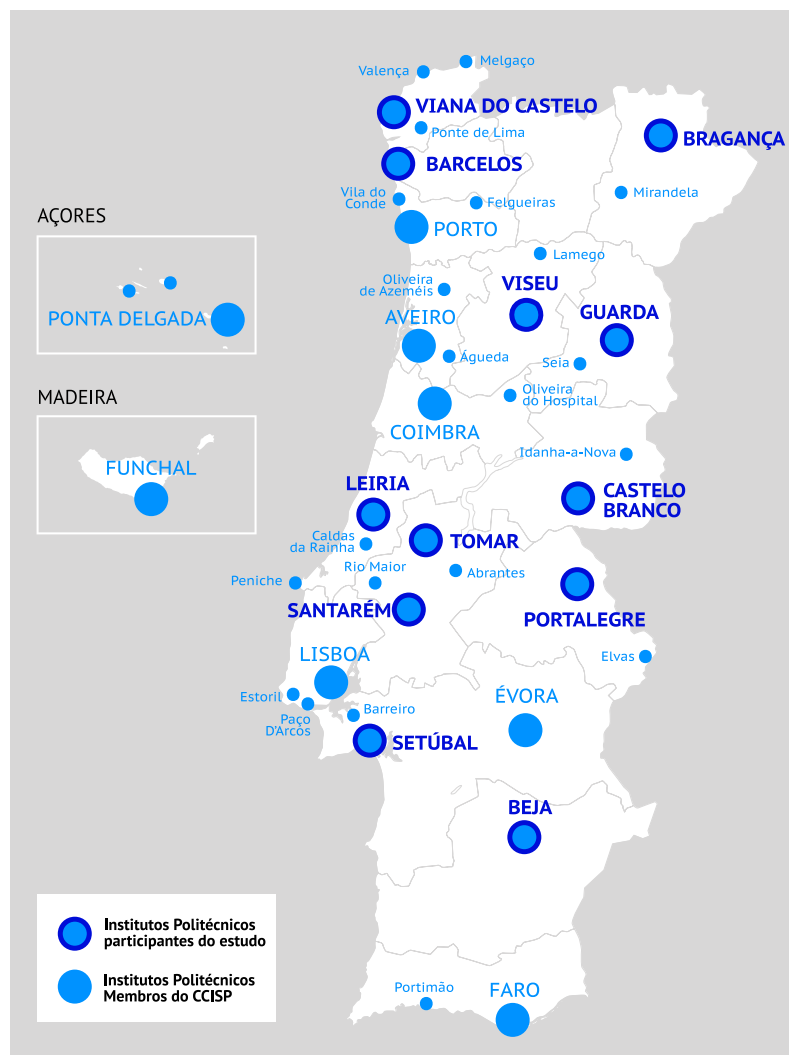 Melgaço
Valença
VIANA DO CASTELO
Ponte de Lima
BRAGANÇA
BARCELOS
Vila do
Conde
Felgueiras
Mirandela
AÇORES
PORTO
Lamego
Oliveira
de Azeméis
VISEU
PONTA DELGADA
AVEIRO
GUARDA
Águeda
Seia
MADEIRA
Oliveira
do Hospital
COIMBRA
FUNCHAL
Idanha-a-Nova
LEIRIA
CASTELO
BRANCO
Caldas
da Rainha
TOMAR
Rio Maior
Abrantes
Peniche
SANTARÉM
PORTALEGRE
LISBOA
Elvas
Estoril
Paço
D'Arcos
Barreiro
ÉVORA
SETÚBAL
BEJA
Institutos Politécnicos
participantes do estudo
Institutos Politécnicos
Membros do CCISP
Portimão
FARO